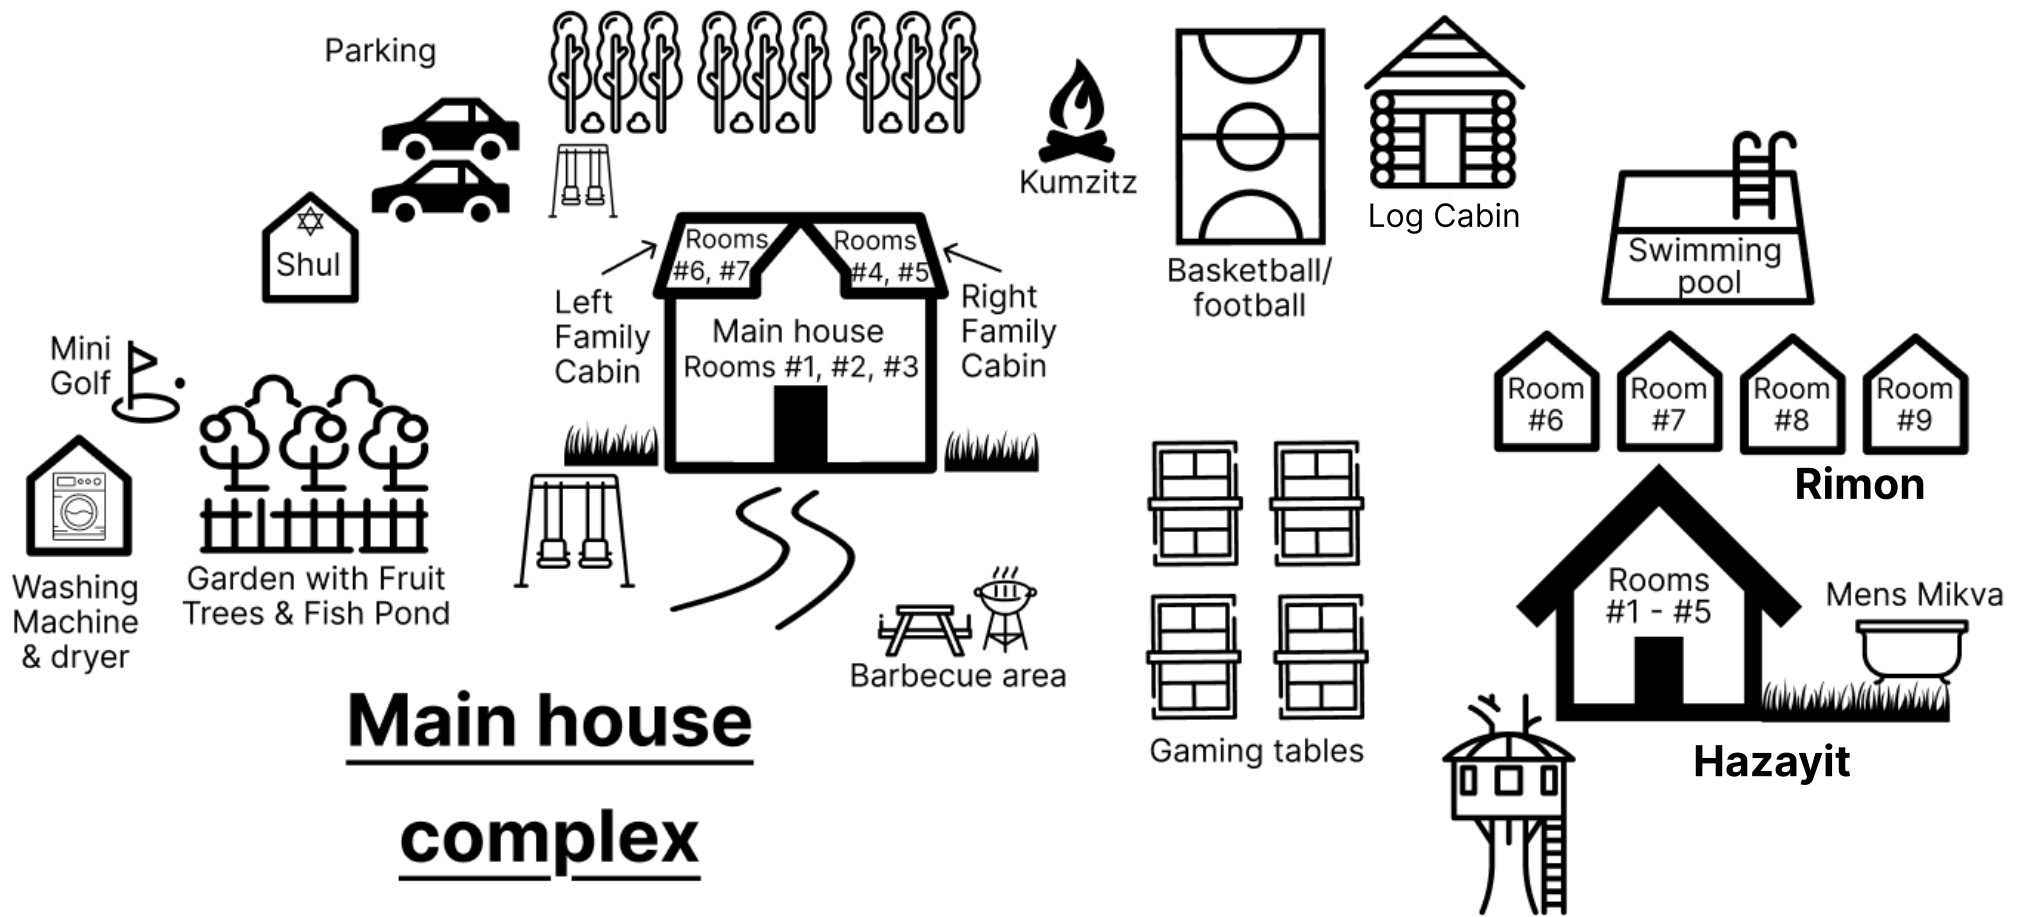 Parking
Shul
Mini
Golf
Washing
Machine
& dryer
Garden with Fruit
Trees & Fish Pond
Rooms
#6, #7
Rooms
#4, #5
Left
Family
Cabin
Right
Family
Cabin
Main house
Rooms #1, #2, #3
Kumzitz
Basketball/
football
Log Cabin
Swimming
pool
Room
#6
Room
#7
Room
#8
Room
#9
Rimon
Rooms
#1 - #5
Mens Mikva
Hazayit
Barbecue area
Gaming tables
Main house
complex